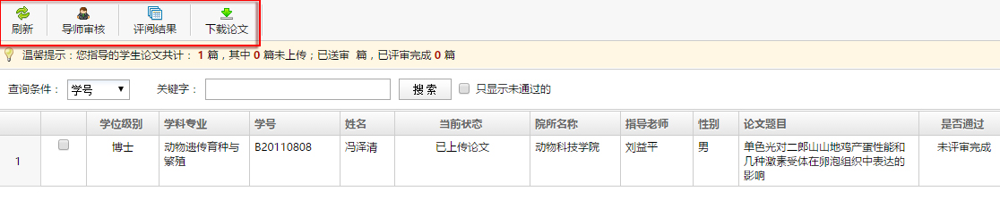 刷新 导师审核 评阅结果 下载论文
温馨提示：您指导的学生论文共计： 1 篇，其中 0 篇未上传；已送审 篇，已评审完成 0 篇
查询条件： 学号 关键字： 搜 索 只显示未通过的
学位级别 学科专业 学号 姓名 当前状态 院所名称 指导老师 性别 论文题目 是否通过
1 博士 动物遗传育种与 B20110808 冯泽清 已上传论文 动物科技学院 刘益平 男 单色光对二郎山山地鸡产蛋性能和 未评审完成
繁殖 几种激素受体在卵泡组织中表达的
影响